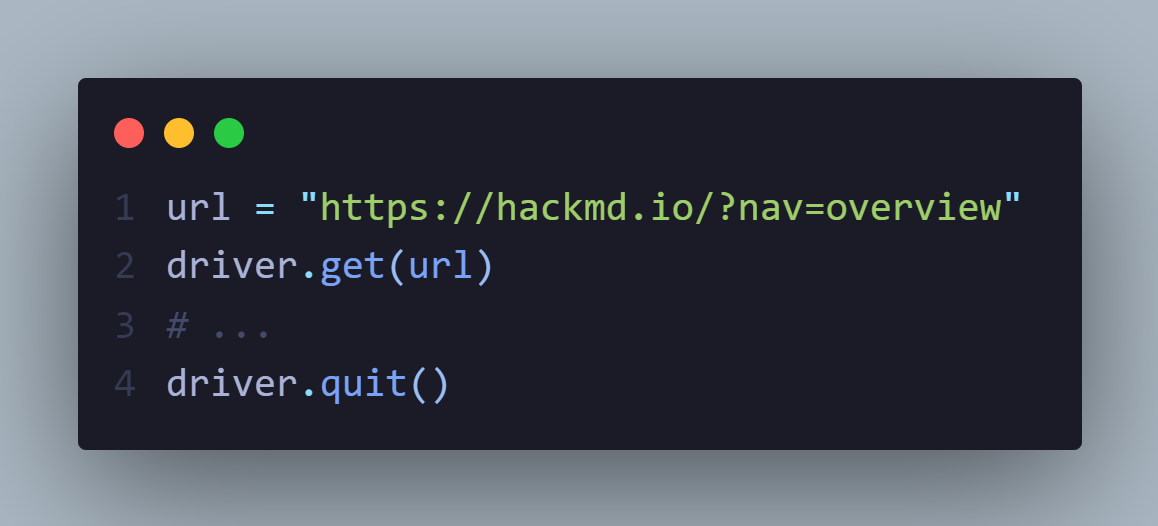 1 url = "https://hackmd.io/?nav=overview"
2 driver.get(url)
3 # ...
4 driver.quit()